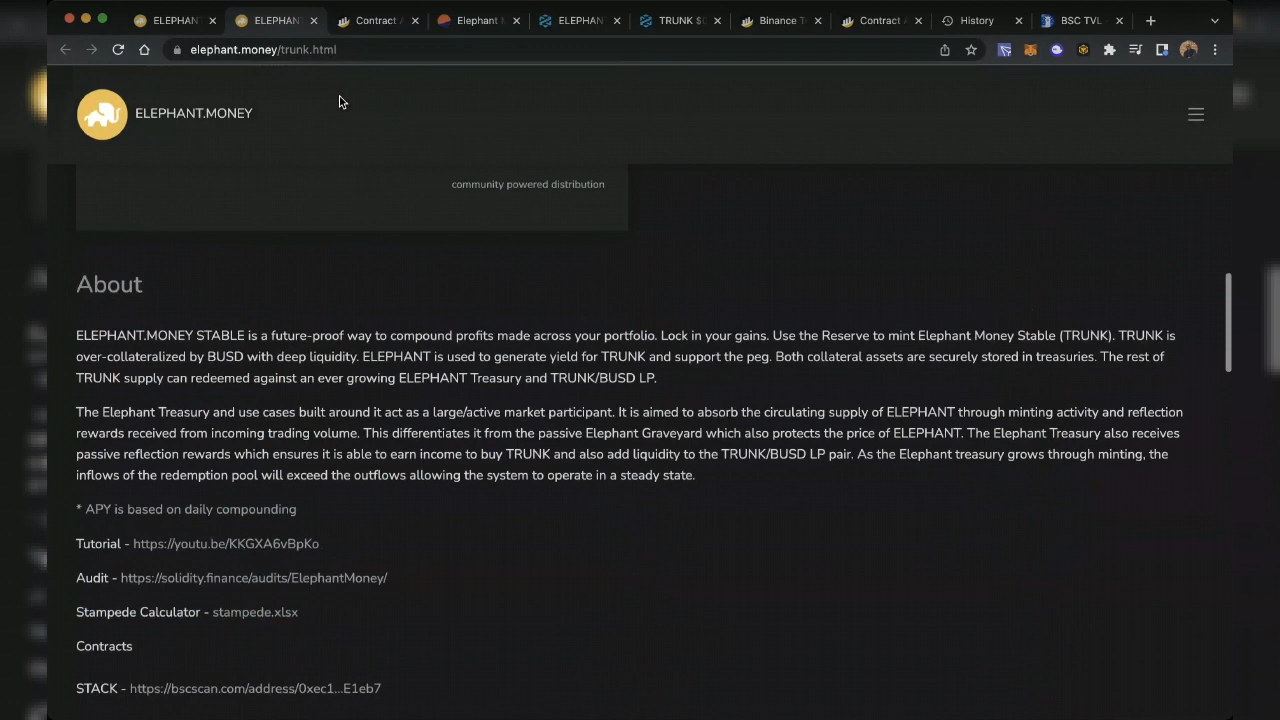 ELEPHANT
ELEPHANT
Contract A
Elephant M
ELEPHANT
TRUNK $0
Binance T
Contract A
History
BSC TVL
elephant.money/trunk.html
ELEPHANT.MONEY
community powered distribution
About
ELEPHANT.MONEY STABLE is a future-proof way to compound profits made across your portfolio. Lock in your gains. Use the Reserve to mint Elephant Money Stable (TRUNK). TRUNK is
over-collateralized by BUSD with deep liquidity. ELEPHANT is used to generate yield for TRUNK and support the peg. Both collateral assets are securely stored in treasuries. The rest of
TRUNK supply can redeemed against an ever growing ELEPHANT Treasury and TRUNK/BUSD LP.
The Elephant Treasury and use cases built around it act as a large/active market participant. It is aimed to absorb the circulating supply of ELEPHANT through minting activity and reflection
rewards received from incoming trading volume. This differentiates it from the passive Elephant Graveyard which also protects the price of ELEPHANT. The Elephant Treasury also receives
passive reflection rewards which ensures it is able to earn income to buy TRUNK and also add liquidity to the TRUNK/BUSD LP pair. As the Elephant treasury grows through minting, the
inflows of the redemption pool will exceed the outflows allowing the system to operate in a steady state.
* APY is based on daily compounding
Tutorial - https://youtu.be/KKGXA6vBpKo
Audit - https://solidity.finance/audits/ElephantMoney/
Stampede Calculator - stampede.xlsx
Contracts
STACK - https://bscscan.com/address/0xec1...E1eb7